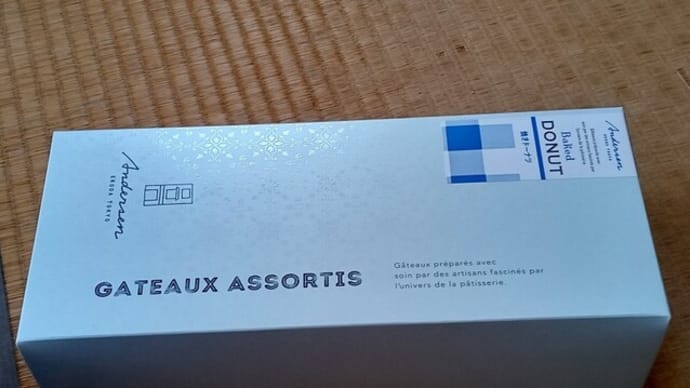 Andersen
EKODA TOKYO
GATEAUX ASSORTIS
Gâteaux préparés avec
soin par des artisans fascinés par
l'univers de la pâtisserie.
焼きドーナツ
DONUT
Baked
Andersen